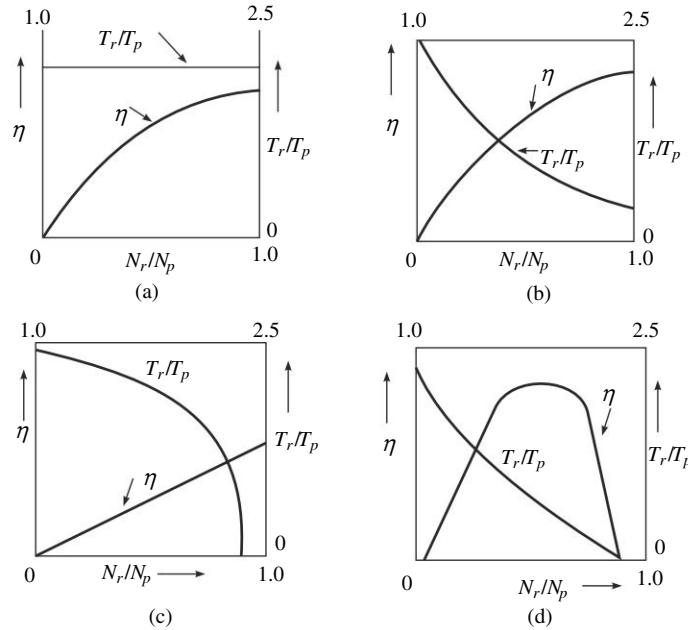 1.0 2.5
T_r/T_p
η
η
T_r/T_p
0
0 N_r/N_p 1.0
(a)
1.0 2.5
η
η
T_r/T_p
T_r/T_p
0
0 N_r/N_p 1.0
(b)
1.0 2.5
T_r/T_p
η
T_r/T_p
η
0
0 N_r/N_p 1.0
(c)
1.0 2.5
η
η
T_r/T_p
T_r/T_p
0
0 N_r/N_p 1.0
(d)